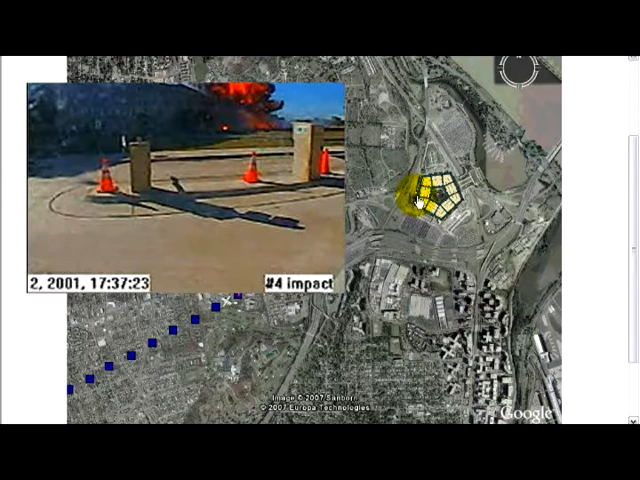 2, 2001, 17:37:23
#4 impact
Image © 2007 Sanborn
© 2007 Europa Technologies
Google